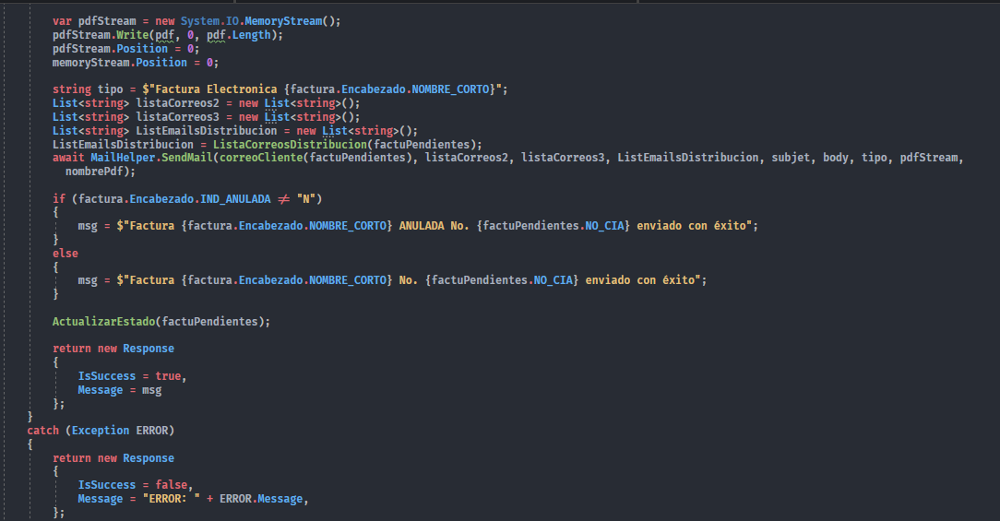 var pdfStream = new System.IO.MemoryStream();
pdfStream.Write(pdf, 0, pdf.Length);
pdfStream.Position = 0;
memoryStream.Position = 0;
string tipo = $"Factura Electronica {factura.Encabezado.NOMBRE_CORTO}";
List<string> listaCorreos2 = new List<string>();
List<string> listaCorreos3 = new List<string>();
List<string> ListEmailsDistribucion = new List<string>();
ListEmailsDistribucion = ListaCorreosDistribucion(factuPendientes);
await MailHelper.SendMail(correoCliente(factuPendientes), listaCorreos2, listaCorreos3, ListEmailsDistribucion, subjet, body, tipo, pdfStream,
nombrePdf);
if (factura.Encabezado.IND_ANULADA ≠ "N")
{
msg = $"Factura {factura.Encabezado.NOMBRE_CORTO} ANULADA No. {factuPendientes.NO_CIA} enviado con éxito";
}
else
{
msg = $"Factura {factura.Encabezado.NOMBRE_CORTO} No. {factuPendientes.NO_CIA} enviado con éxito";
}
ActualizarEstado(factuPendientes);
return new Response
{
IsSuccess = true,
Message = msg
};
}
catch (Exception ERROR)
{
return new Response
{
IsSuccess = false,
Message = "ERROR: " + ERROR.Message,
};